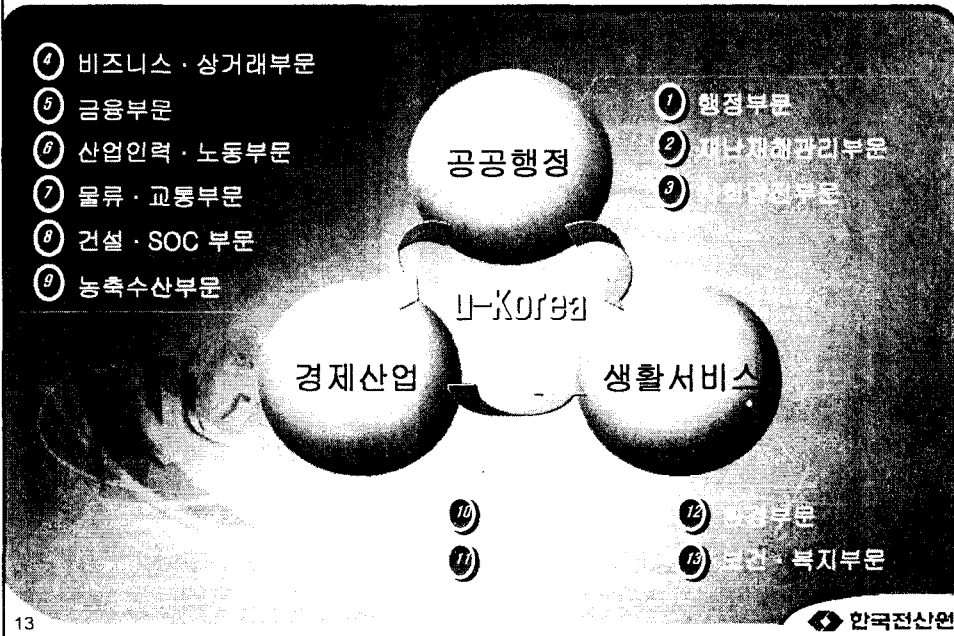 ④ 비즈니스 · 상거래부문
⑤ 금융부문
⑥ 산업인력 · 노동부문
⑦ 물류 · 교통부문
⑧ 건설 · SOC 부문
⑨ 농축수산부문
① 행정부문
② 재난재해관리부문
③
공공행정
u-Korea
경제산업
생활서비스
⑩
⑪
⑫ 환경부문
⑬ 보건 · 복지부문
13
한국전산원